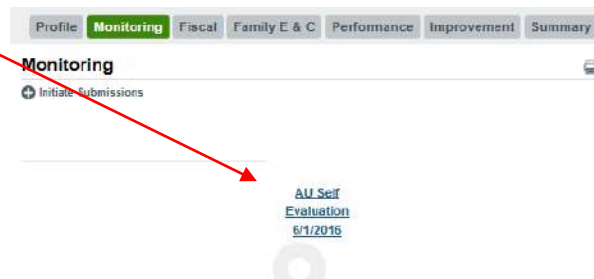 Profile Monitoring Fiscal Family E & C Performance Improvement Summary
Monitoring
Initiate Submissions
AU Self
Evaluation
6/1/2016